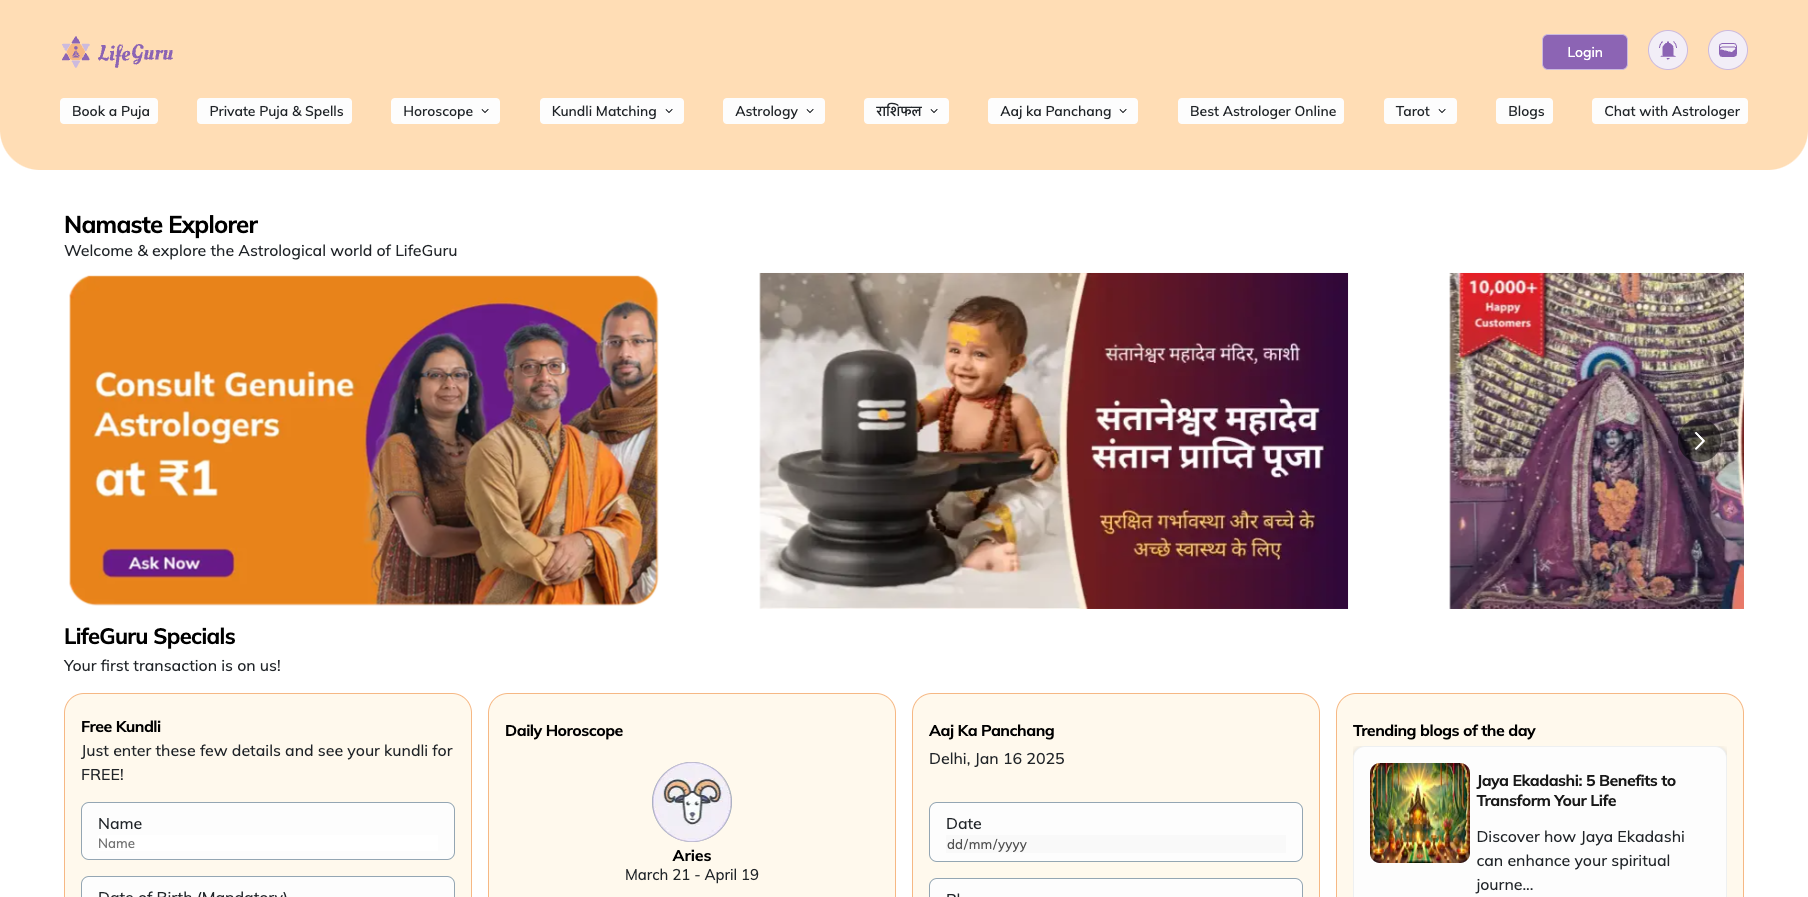 LifeGuru
Login
Book a Puja
Private Puja & Spells
Horoscope
Kundli Matching
Astrology
राशिफल
Aaj ka Panchang
Best Astrologer Online
Tarot
Blogs
Chat with Astrologer
Namaste Explorer
Welcome & explore the Astrological world of LifeGuru
Consult Genuine
Astrologers
at ₹1
Ask Now
संतानेश्वर महादेव मंदिर, काशी
संतानेश्वर महादेव
संतान प्राप्ति पूजा
सुरक्षित गर्भावस्था और बच्चे के
अच्छे स्वास्थ्य के लिए
10,000+
Happy
Customers
LifeGuru Specials
Your first transaction is on us!
Free Kundli
Just enter these few details and see your kundli for
FREE!
Name
Name
Date of Birth (Mandatory)
Daily Horoscope
Aries
March 21 - April 19
Aaj Ka Panchang
Delhi, Jan 16 2025
Date
dd/mm/yyyy
Trending blogs of the day
Jaya Ekadashi: 5 Benefits to
Transform Your Life
Discover how Jaya Ekadashi
can enhance your spiritual
journe...